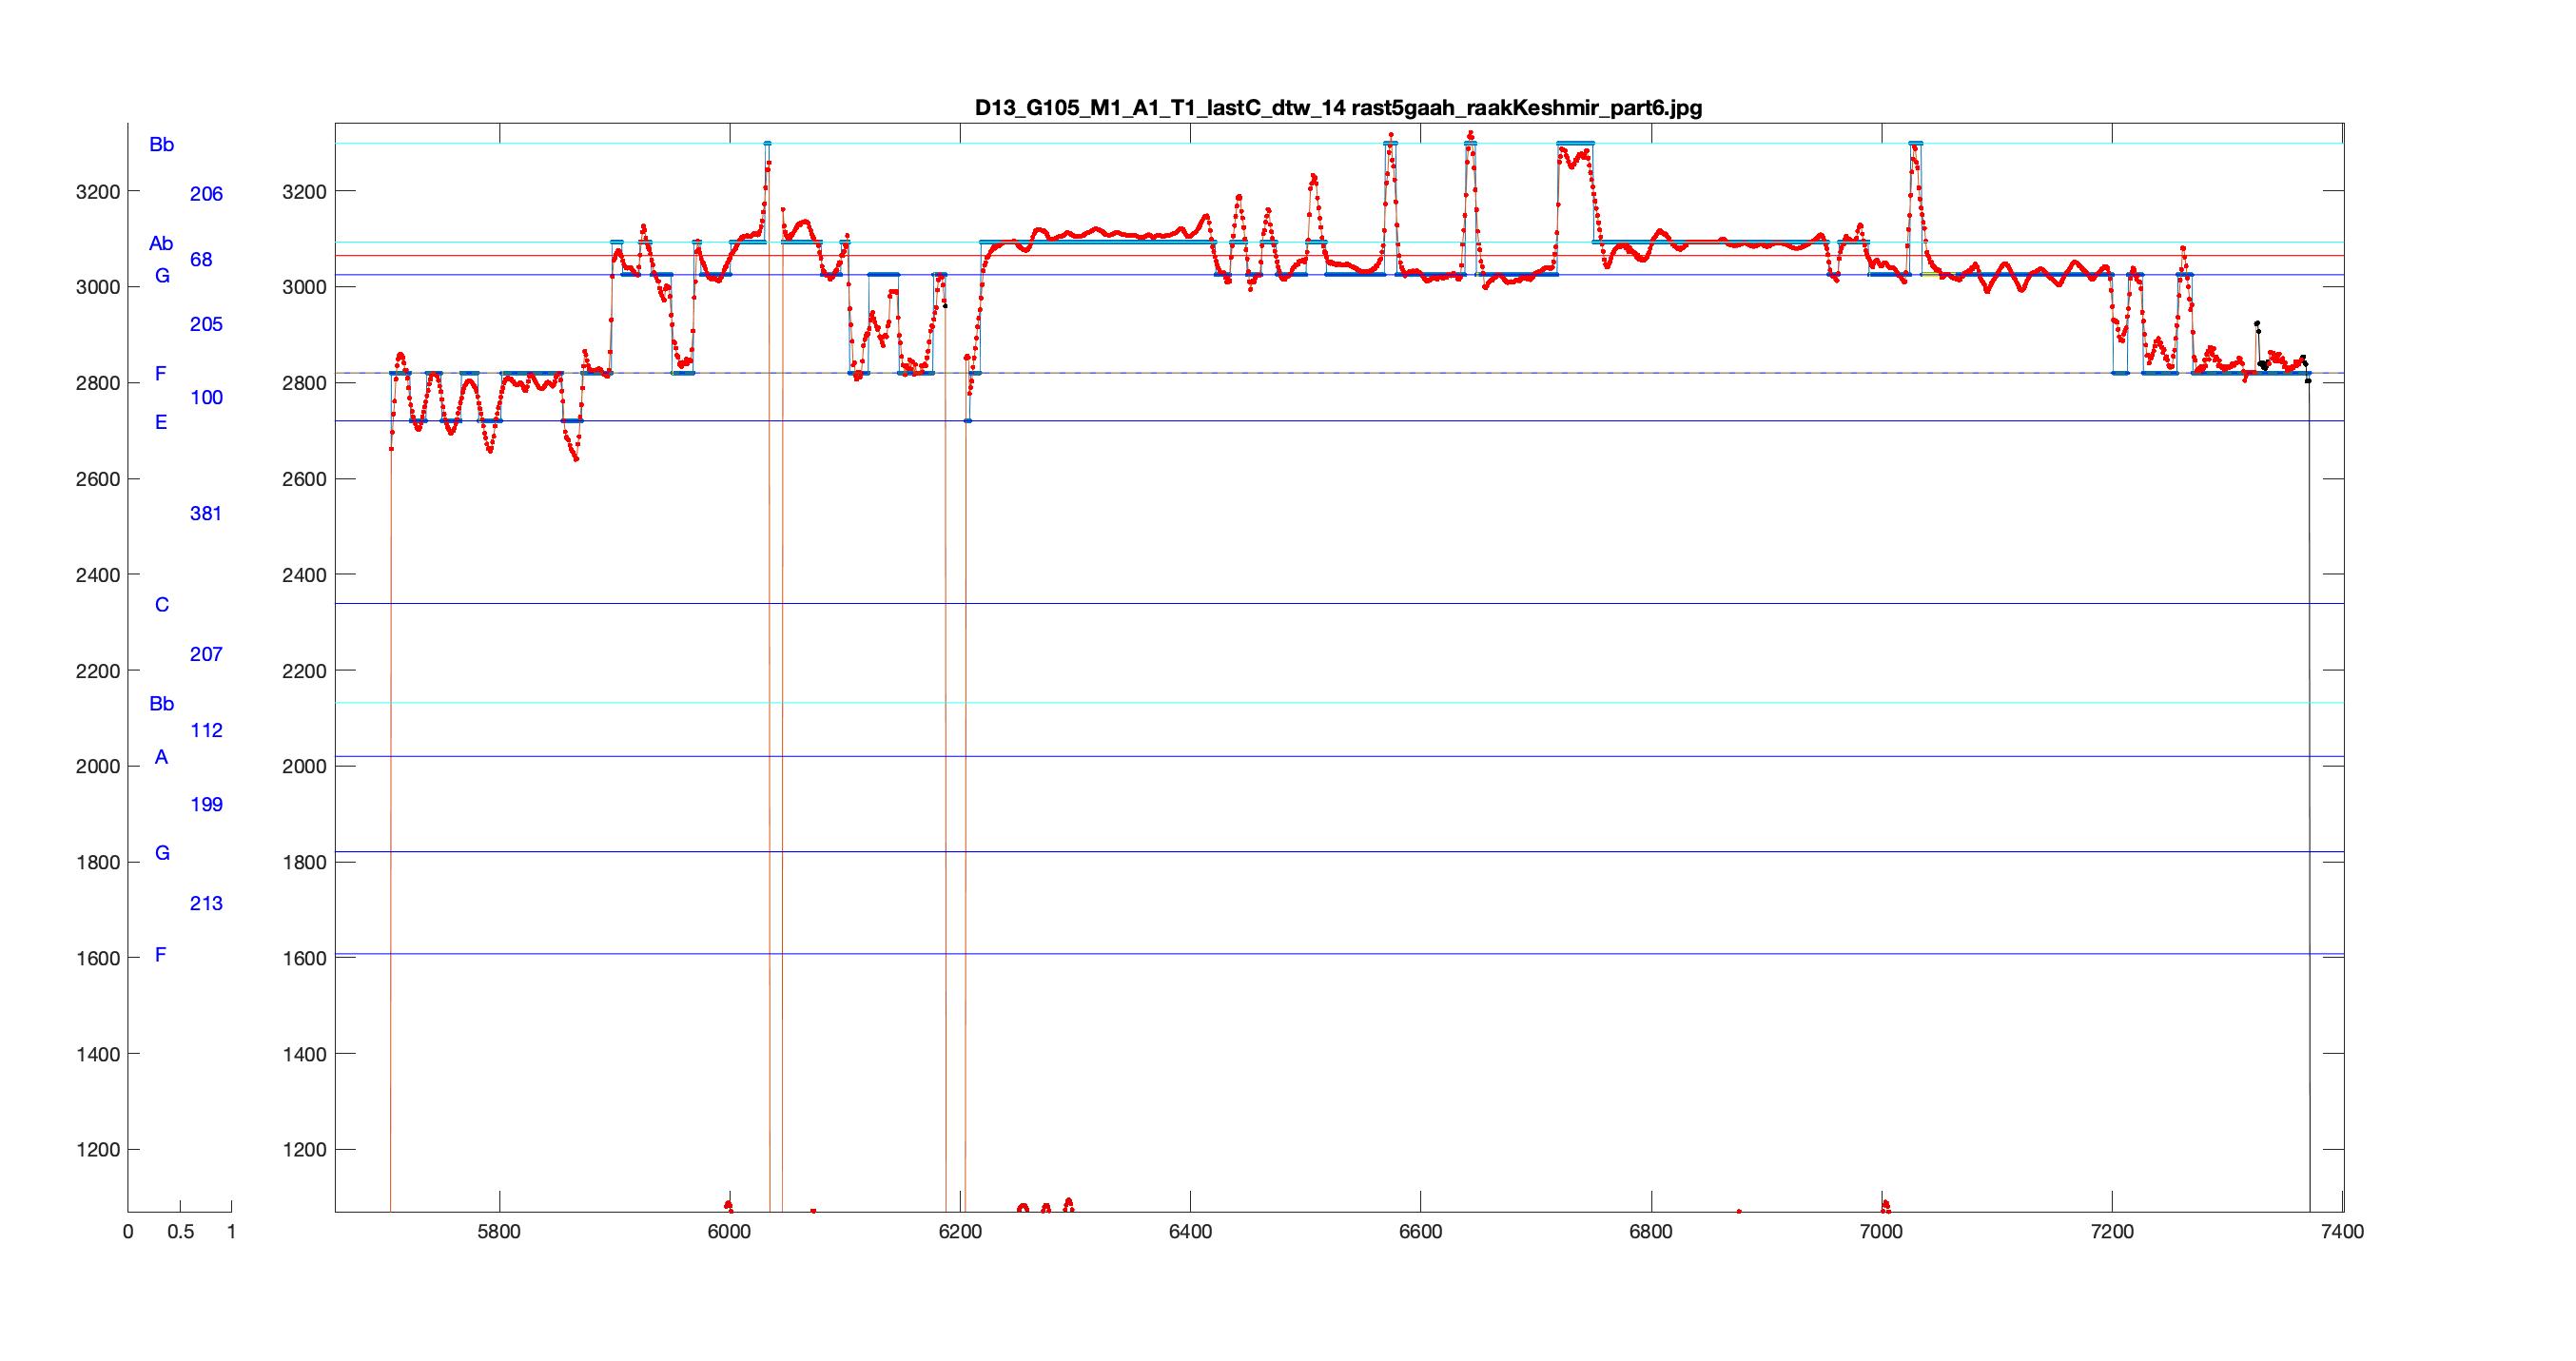 D13_G105_M1_A1_T1_lastC_dtw_14 rast5gaah_raakKeshmir_part6.jpg
Bb
206
3200 3200
Ab
68
G
3000 3000
205
F
2800 2800
100
E
2600 2600
381
2400 2400
C
207
2200 2200
Bb
112
A
2000 2000
199
G
1800 1800
213
F
1600 1600
1400 1400
1200 1200
0 0.5 1 5800 6000 6200 6400 6600 6800 7000 7200 7400